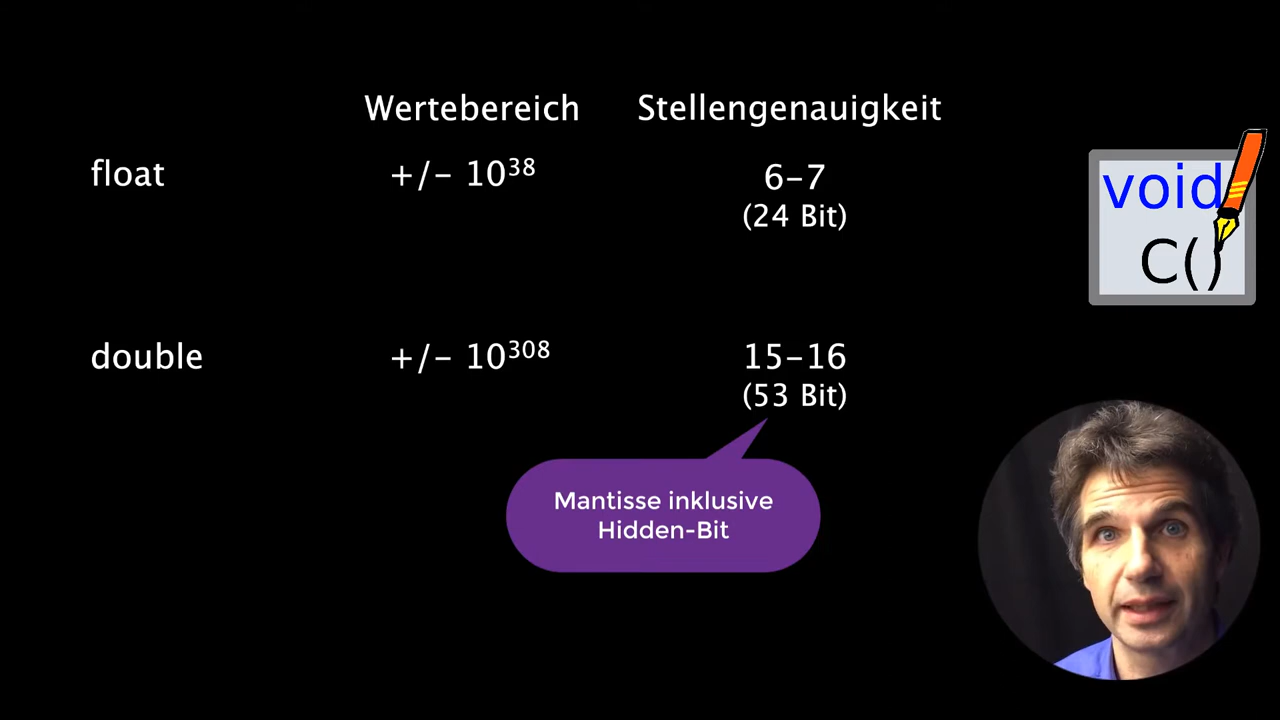 Wertebereich Stellengenauigkeit
float +/- 10³⁸ 6-7
(24 Bit)
void
C()
double +/- 10³⁰⁸ 15-16
(53 Bit)
Mantisse inklusive
Hidden-Bit